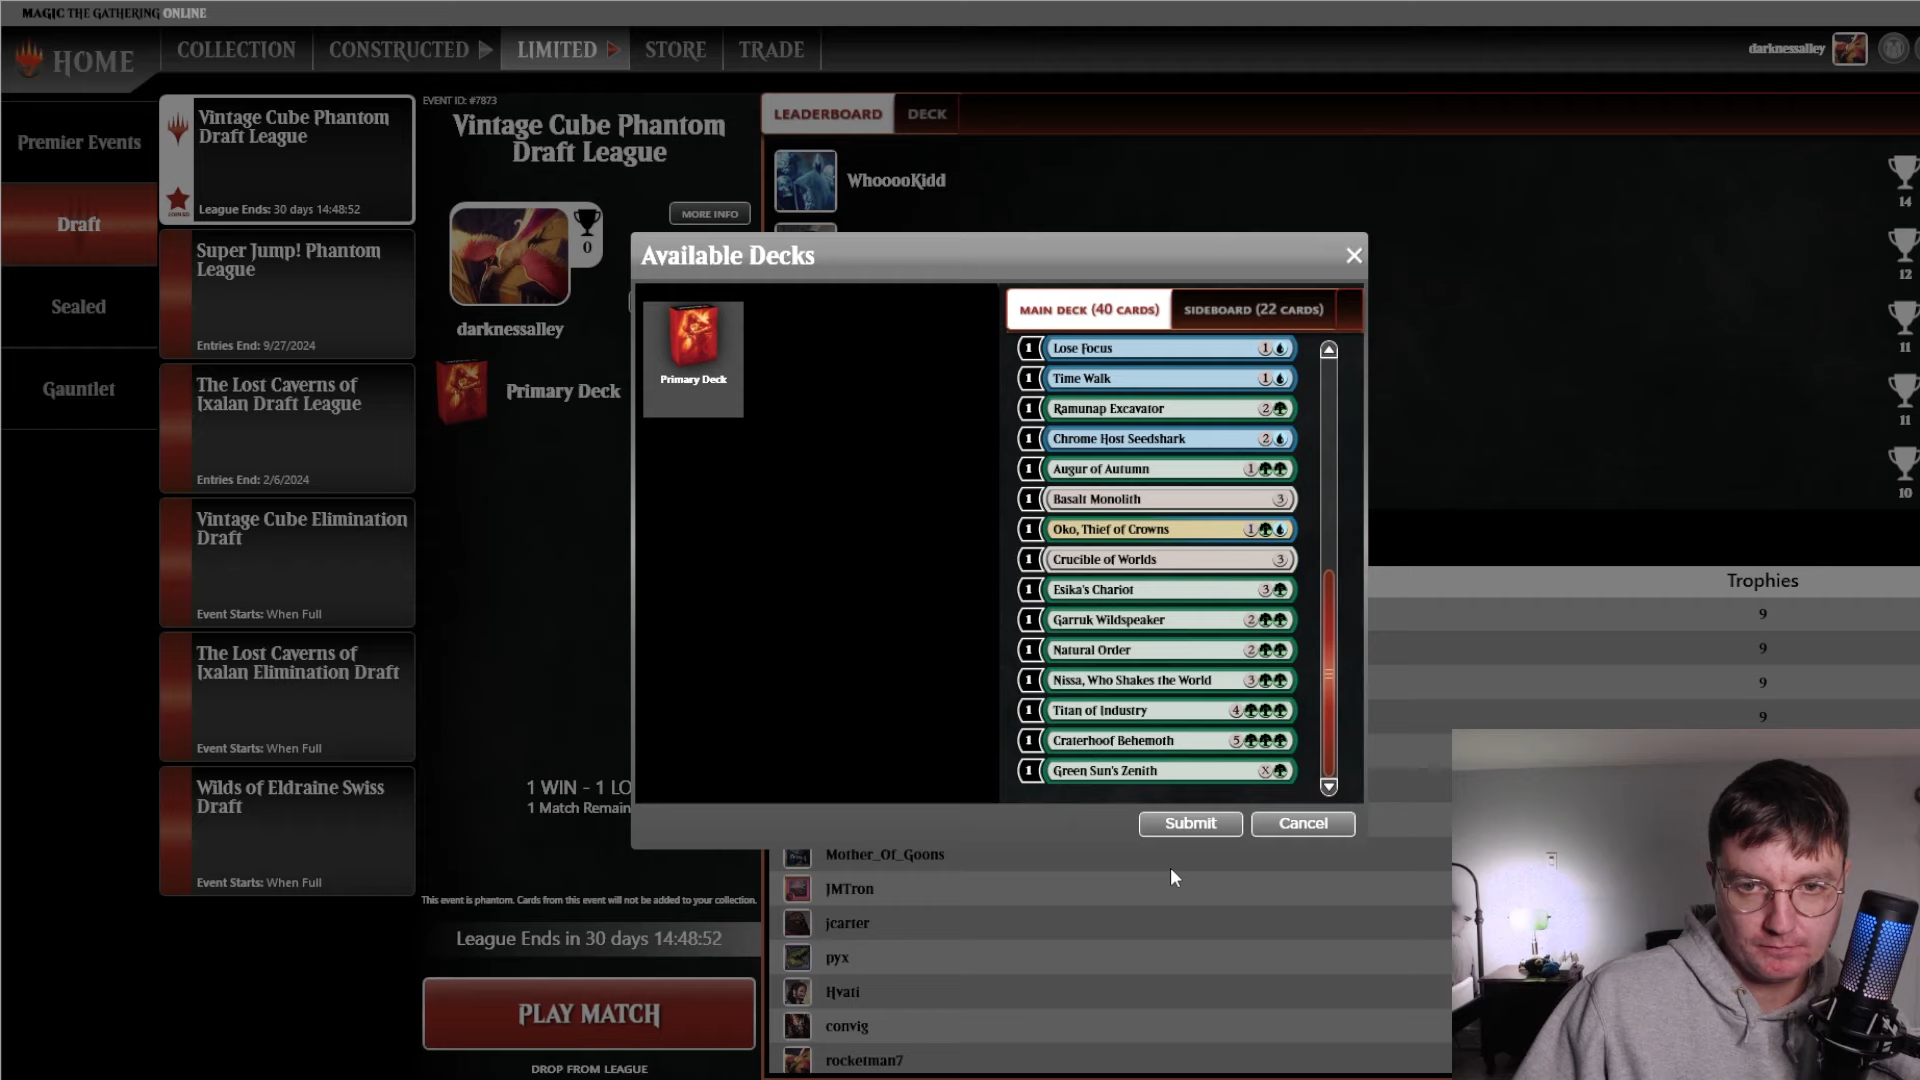 MAGIC THE GATHERING ONLINE
HOME
COLLECTION
CONSTRUCTED
LIMITED
STORE
TRADE
darknessalley
Premier Events
Draft
Sealed
Gauntlet
Vintage Cube Phantom
Draft League
League Ends: 30 days 14:48:52
Super Jump! Phantom
League
Entries End: 9/27/2024
The Lost Caverns of
Ixalan Draft League
Entries End: 2/6/2024
Vintage Cube Elimination
Draft
Event Starts: When Full
The Lost Caverns of
Ixalan Elimination Draft
Event Starts: When Full
Wilds of Eldraine Swiss
Draft
Event Starts: When Full
EVENT ID: #7873
Vintage Cube Phantom
Draft League
MORE INFO
0
darknessalley
Primary Deck
1 WIN - 1 LO
1 Match Remain
This event is phantom. Cards from this event will not be added to your collection.
League Ends in 30 days 14:48:52
PLAY MATCH
DROP FROM LEAGUE
LEADERBOARD
DECK
WhooooKidd
14
12
11
11
10
Available Decks
Primary Deck
MAIN DECK (40 CARDS)
SIDEBOARD (22 CARDS)
1 Lose Focus 1
1 Time Walk 1
1 Ramunap Excavator 2
1 Chrome Host Seedshark 2
1 Augur of Autumn 1
1 Basalt Monolith 3
1 Oko, Thief of Crowns 1
1 Crucible of Worlds 3
1 Esika's Chariot 3
1 Garruk Wildspeaker 2
1 Natural Order 2
1 Nissa, Who Shakes the World 3
1 Titan of Industry 4
1 Craterhoof Behemoth 5
1 Green Sun's Zenith X
Submit
Cancel
Trophies
9
9
9
9
Mother_Of_Goons
JMTron
jcarter
pyx
Hvati
convig
rocketman7